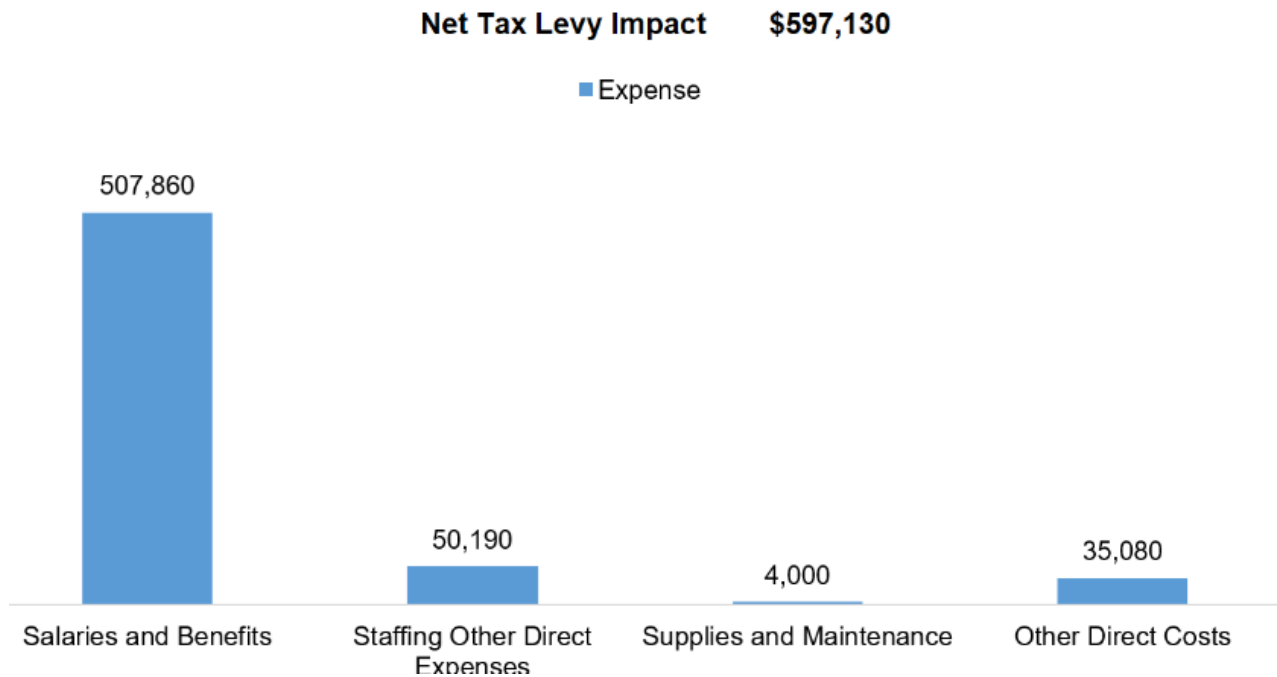 Net Tax Levy Impact $597,130
Expense
507,860
50,190
4,000
35,080
Salaries and Benefits
Staffing Other Direct
Expenses
Supplies and Maintenance
Other Direct Costs